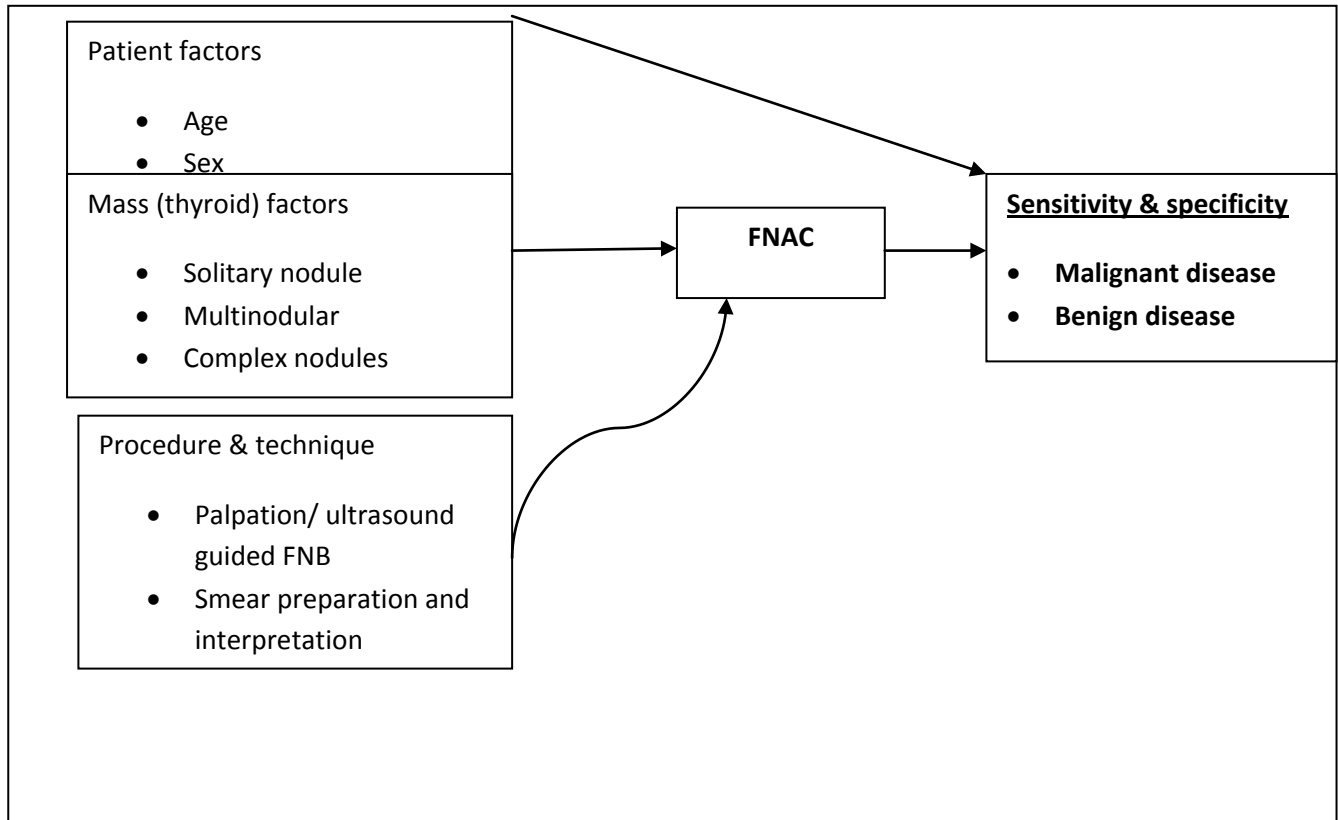 Patient factors
• Age
• Sex
Mass (thyroid) factors
• Solitary nodule
• Multinodular
• Complex nodules
Procedure & technique
• Palpation/ ultrasound
guided FNB
• Smear preparation and
interpretation
FNAC
Sensitivity & specificity
• Malignant disease
• Benign disease